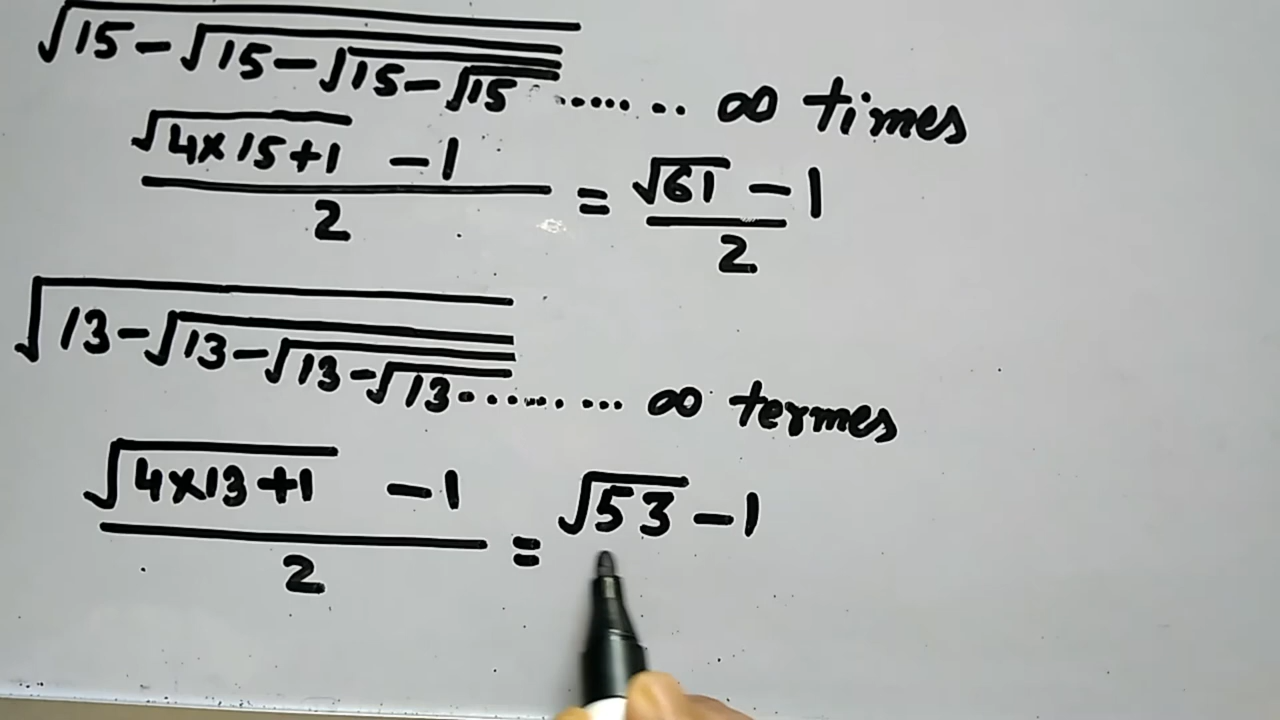 √15-√15-√15-√15 ....... ∞ times
√4×15+1 -1 / 2 = √61 -1 / 2
√13-√13-√13-√13.......... ∞ termes
√4×13+1 -1 / 2 = √53 -1